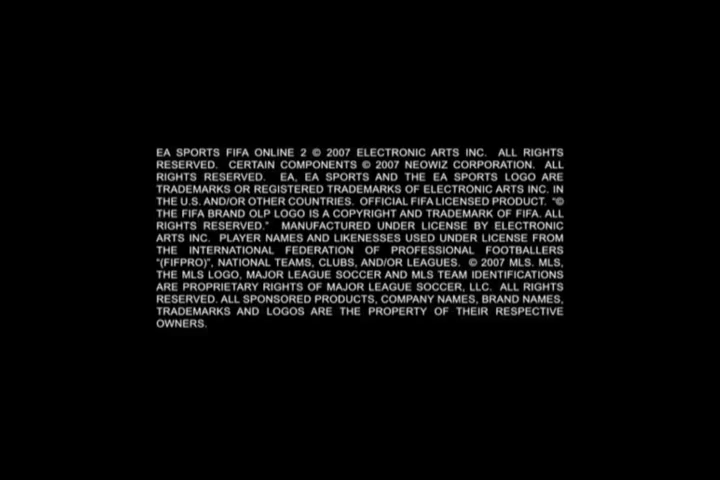 EA SPORTS FIFA ONLINE 2 © 2007 ELECTRONIC ARTS INC. ALL RIGHTS
RESERVED. CERTAIN COMPONENTS © 2007 NEOWIZ CORPORATION. ALL
RIGHTS RESERVED. EA, EA SPORTS AND THE EA SPORTS LOGO ARE
TRADEMARKS OR REGISTERED TRADEMARKS OF ELECTRONIC ARTS INC. IN
THE U.S. AND/OR OTHER COUNTRIES. OFFICIAL FIFA LICENSED PRODUCT. "©
THE FIFA BRAND OLP LOGO IS A COPYRIGHT AND TRADEMARK OF FIFA. ALL
RIGHTS RESERVED." MANUFACTURED UNDER LICENSE BY ELECTRONIC
ARTS INC. PLAYER NAMES AND LIKENESSES USED UNDER LICENSE FROM
THE INTERNATIONAL FEDERATION OF PROFESSIONAL FOOTBALLERS
"(FIFPRO)", NATIONAL TEAMS, CLUBS, AND/OR LEAGUES. © 2007 MLS. MLS,
THE MLS LOGO, MAJOR LEAGUE SOCCER AND MLS TEAM IDENTIFICATIONS
ARE PROPRIETARY RIGHTS OF MAJOR LEAGUE SOCCER, LLC. ALL RIGHTS
RESERVED. ALL SPONSORED PRODUCTS, COMPANY NAMES, BRAND NAMES,
TRADEMARKS AND LOGOS ARE THE PROPERTY OF THEIR RESPECTIVE
OWNERS.